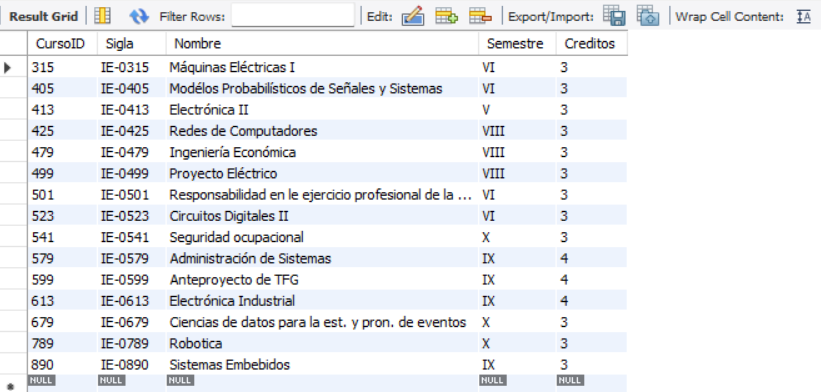 Result Grid Filter Rows: Edit: Export/Import: Wrap Cell Content: IA
CursoID Sigla Nombre Semestre Creditos
315 IE-0315 Máquinas Eléctricas I VI 3
405 IE-0405 Modélos Probabilísticos de Señales y Sistemas VI 3
413 IE-0413 Electrónica II V 3
425 IE-0425 Redes de Computadores VIII 3
479 IE-0479 Ingeniería Económica VIII 3
499 IE-0499 Proyecto Eléctrico VIII 3
501 IE-0501 Responsabilidad en le ejercicio profesional de la ... VI 3
523 IE-0523 Circuitos Digitales II VI 3
541 IE-0541 Seguridad ocupacional X 3
579 IE-0579 Administración de Sistemas IX 4
599 IE-0599 Anteproyecto de TFG IX 4
613 IE-0613 Electrónica Industrial IX 4
679 IE-0679 Ciencias de datos para la est. y pron. de eventos X 3
789 IE-0789 Robotica X 3
890 IE-0890 Sistemas Embebidos IX 3
NULL NULL NULL NULL NULL